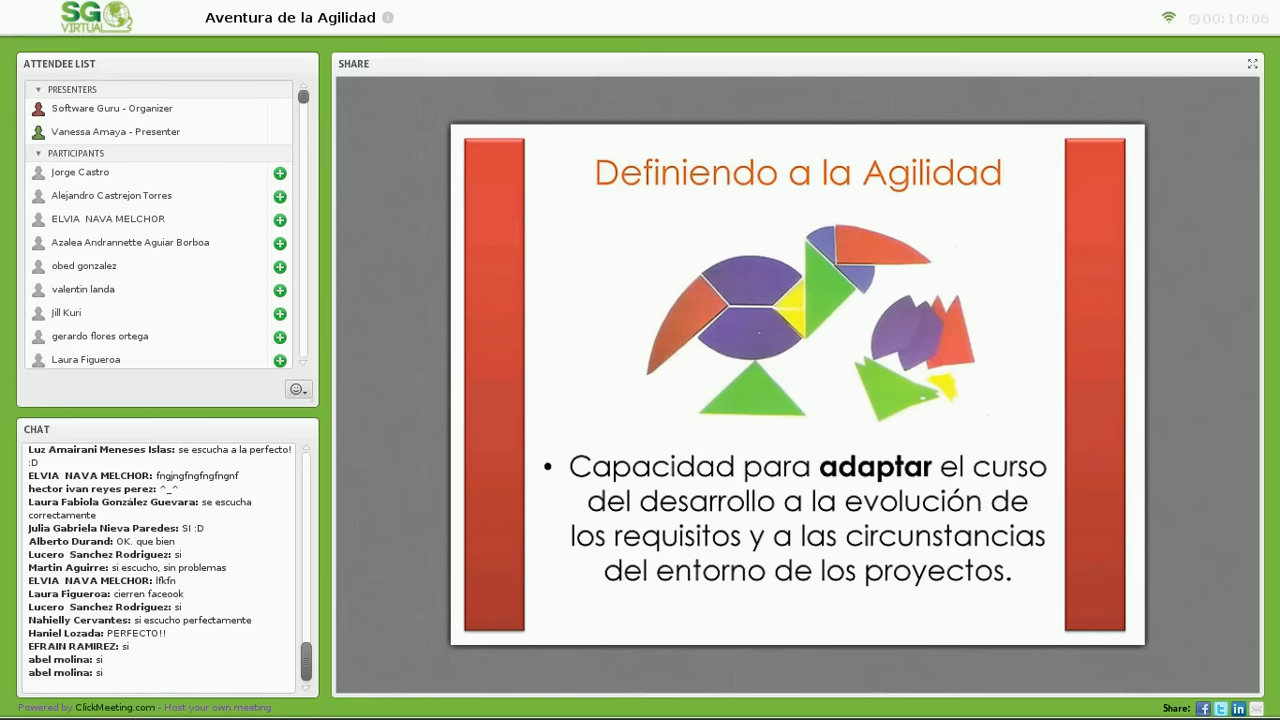 SG
VIRTUAL
Aventura de la Agilidad
00:10:06
ATTENDEE LIST
PRESENTERS
Software Guru - Organizer
Vanessa Amaya - Presenter
PARTICIPANTS
Jorge Castro
Alejandro Castrejon Torres
ELVIA  NAVA MELCHOR
Azalea Andrannette Aguiar Borboa
obed gonzalez
valentin landa
Jill Kuri
gerardo flores ortega
Laura Figueroa
CHAT
Luz Amairani Meneses Islas: se escucha a la perfecto!
:D
ELVIA  NAVA MELCHOR: fngjngfngfngfngnf
hector ivan reyes perez: ^_^
Laura Fabiola González Guevara: se escucha
correctamente
Julia Gabriela Nieva Paredes: SI :D
Alberto Durand: OK. que bien
Lucero  Sanchez Rodriguez: si
Martin Aguirre: si escucho, sin problemas
ELVIA  NAVA MELCHOR: lfkfn
Laura Figueroa: cierren faceook
Lucero  Sanchez Rodriguez: si
Nahielly Cervantes: si escucho perfectamente
Haniel Lozada: PERFECTO!!
EFRAIN RAMIREZ: si
abel molina: si
abel molina: si
SHARE
Definiendo a la Agilidad
• Capacidad para adaptar el curso
del desarrollo a la evolución de
los requisitos y a las circunstancias
del entorno de los proyectos.
Powered by ClickMeeting.com - Host your own meeting
Share: